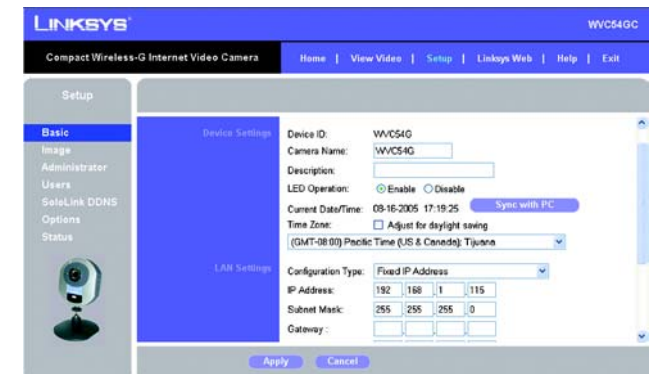 LINKSYS®
WVC54GC
Compact Wireless-G Internet Video Camera
Home | View Video | Setup | Linksys Web | Help | Exit
Setup
Basic
Image
Administrator
Users
SoloLink DDNS
Options
Status
Device Settings
Device ID: WVC54G
Camera Name: WVC54G
Description:
LED Operation: Enable Disable
Current Date/Time: 08-16-2005 17:19:25 Sync with PC
Time Zone: Adjust for daylight saving
(GMT-08:00) Pacific Time (US & Canada); Tijuana
LAN Settings
Configuration Type: Fixed IP Address
IP Address: 192 . 168 . 1 . 115
Subnet Mask: 255 . 255 . 255 . 0
Gateway :
Apply Cancel